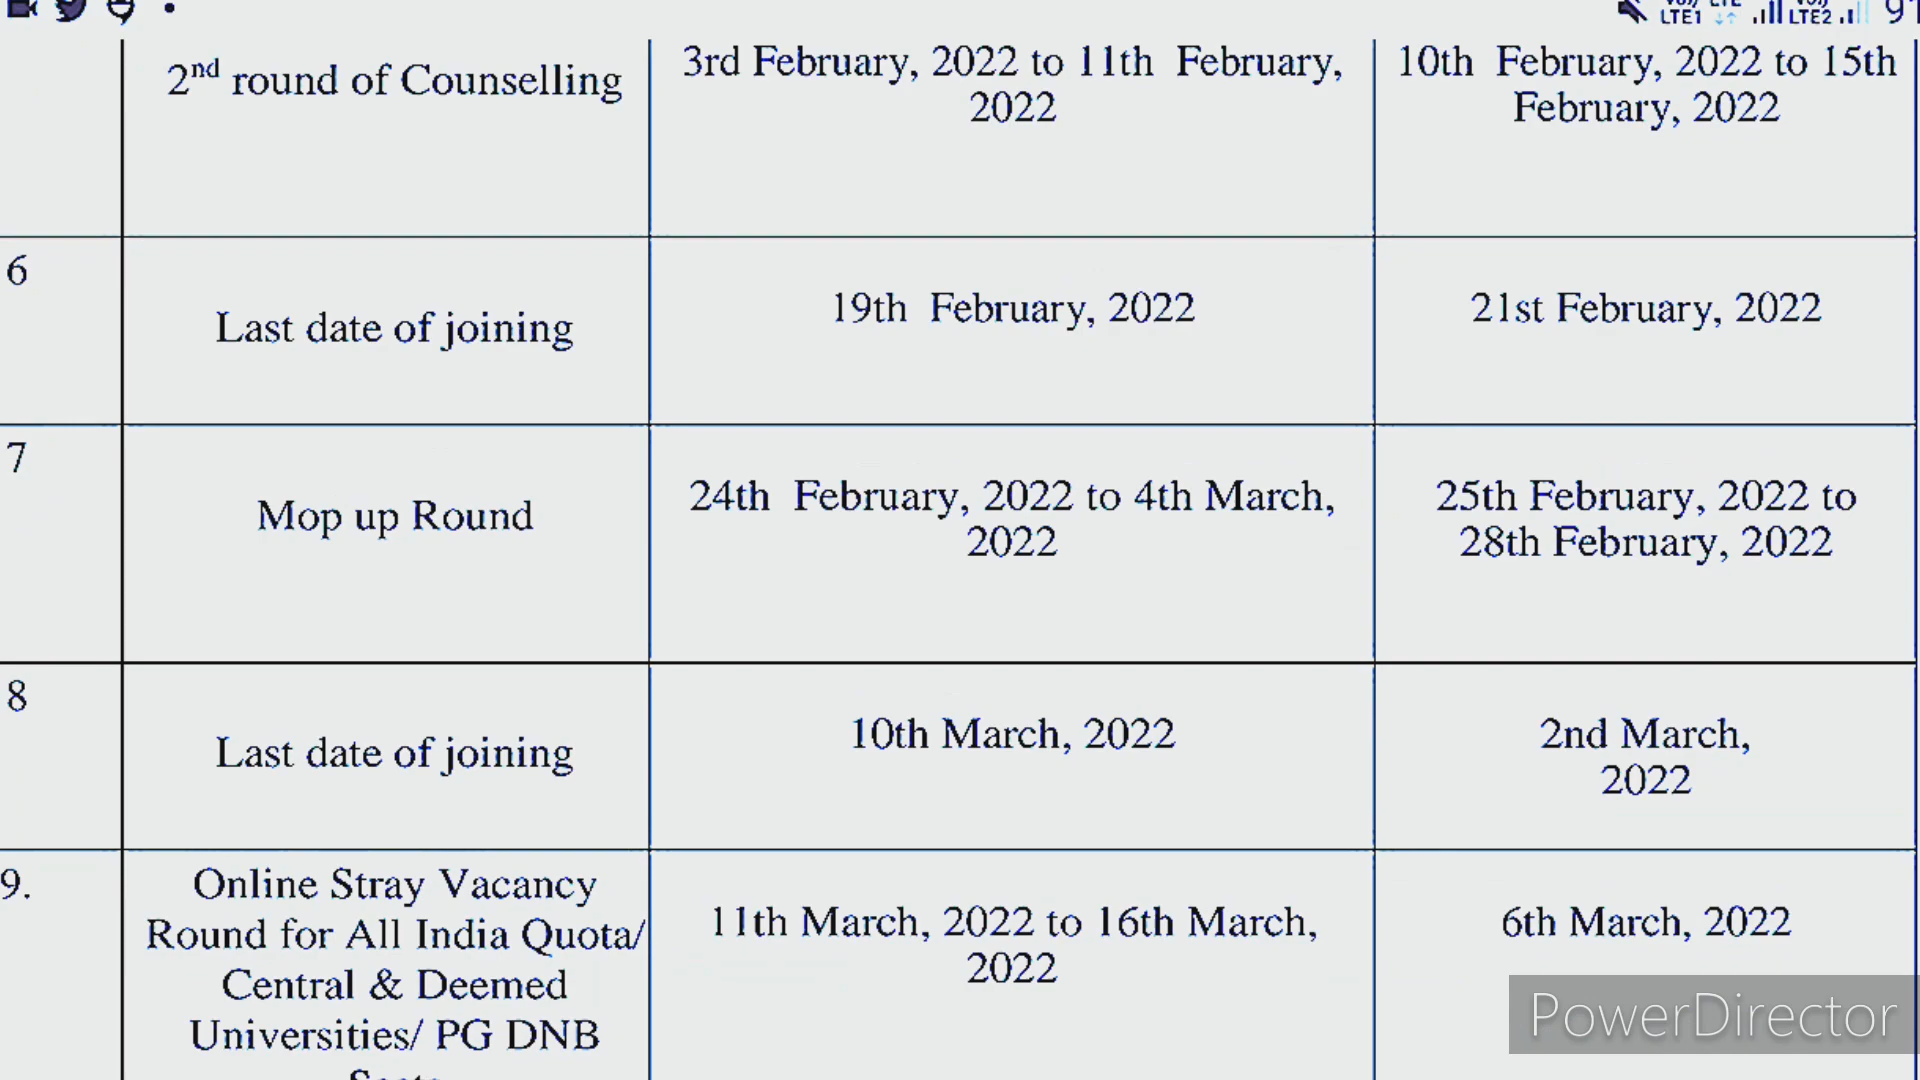 LTE1 LTE2 91
2nd round of Counselling
3rd February, 2022 to 11th February,
2022
10th February, 2022 to 15th
February, 2022
6
Last date of joining
19th February, 2022
21st February, 2022
7
Mop up Round
24th February, 2022 to 4th March,
2022
25th February, 2022 to
28th February, 2022
8
Last date of joining
10th March, 2022
2nd March,
2022
9.
Online Stray Vacancy
Round for All India Quota/
Central & Deemed
Universities/ PG DNB
11th March, 2022 to 16th March,
2022
6th March, 2022
PowerDirector